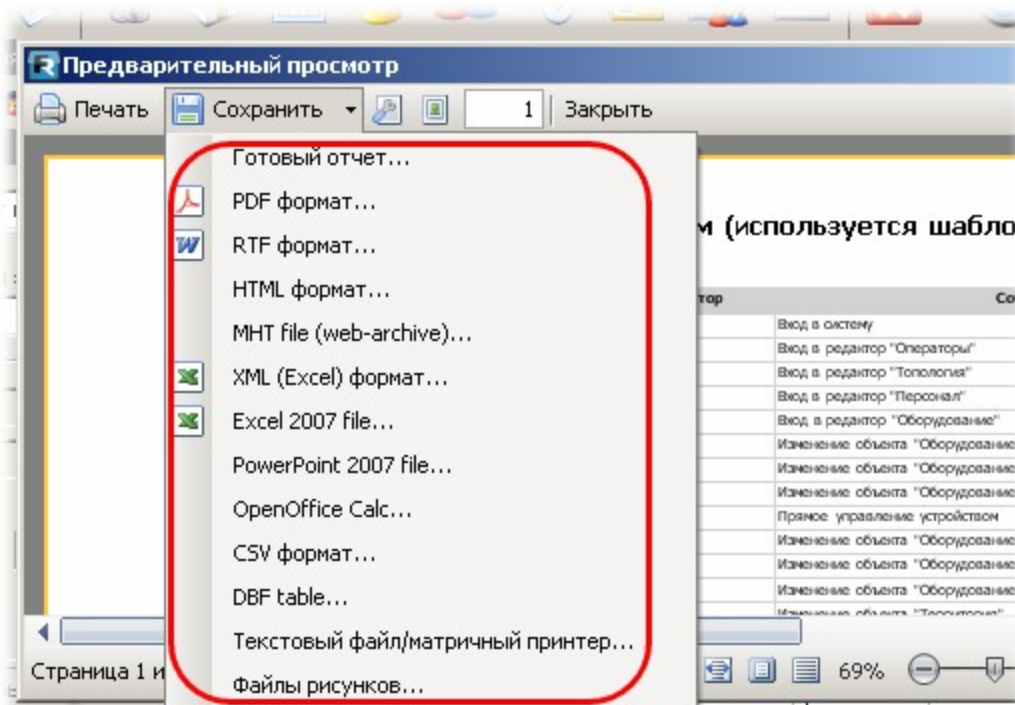 Предварительный просмотр
Печать Сохранить 1 Закрыть
Готовый отчет...
PDF формат...
RTF формат...
HTML формат...
MHT file (web-archive)...
XML (Excel) формат...
Excel 2007 file...
PowerPoint 2007 file...
OpenOffice Calc...
CSV формат...
DBF table...
Текстовый файл/матричный принтер...
Файлы рисунков...
м (используется шабло
тор Со
Вход в систему
Вход в редактор "Операторы"
Вход в редактор "Топология"
Вход в редактор "Персонал"
Вход в редактор "Оборудование"
Изменение объекта "Оборудование
Изменение объекта "Оборудование
Изменение объекта "Оборудование
Прямое управление устройством
Изменение объекта "Оборудование
Изменение объекта "Оборудование
Изменение объекта "Оборудование
Изменение объекта "Территория"
Страница 1 и 69%